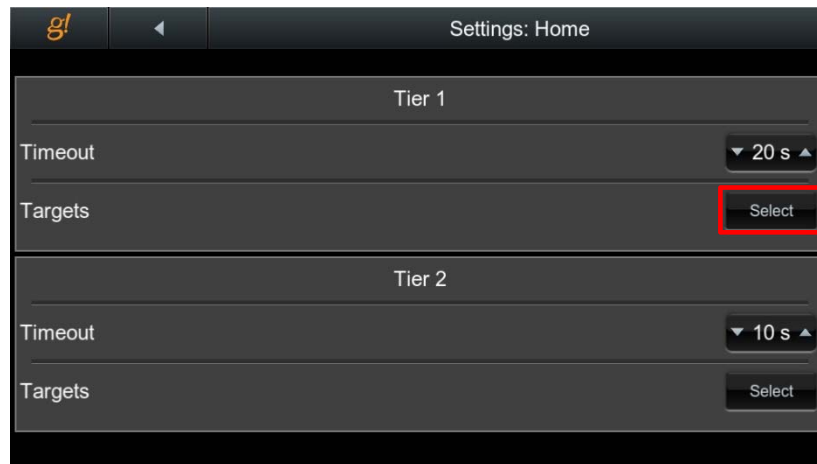 g! Settings: Home
Tier 1
Timeout 20 s
Targets Select
Tier 2
Timeout 10 s
Targets Select